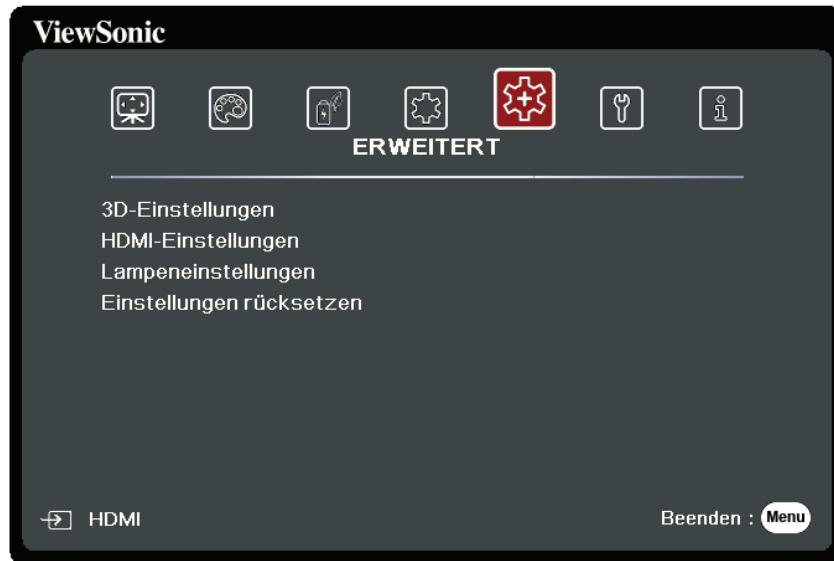 ViewSonic
ERWEITERT
3D-Einstellungen
HDMI-Einstellungen
Lampeneinstellungen
Einstellungen rücksetzen
HDMI
Beenden : Menu